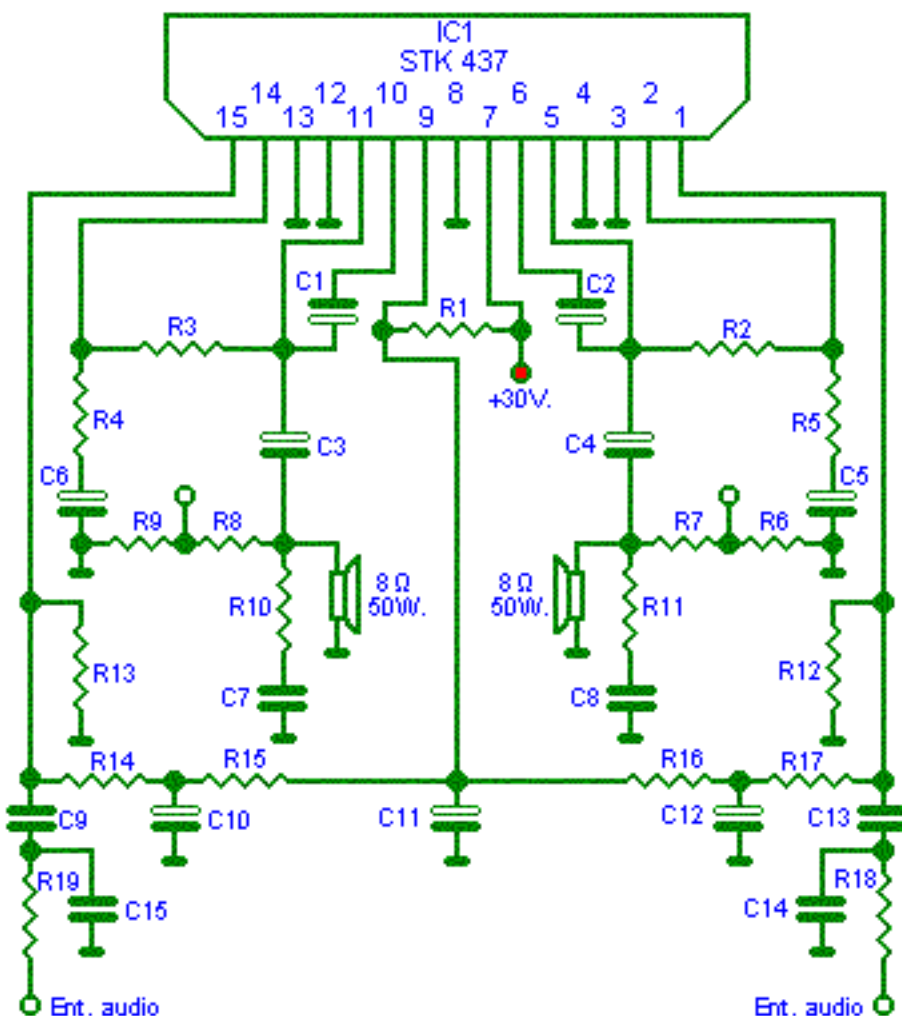 IC1
STK 437
14 12 10 8 6 4 2
15 13 11 9 7 5 3 1
C1
C2
R1
R3
R2
+30V.
R4
R5
C3
C4
C6
C5
R9
R8
R7
R6
8 Ω
50W.
8 Ω
50W.
R10
R11
R13
R12
C7
C8
R14
R15
R16
R17
C9
C10
C11
C12
C13
R19
R18
C15
C14
Ent. audio
Ent. audio